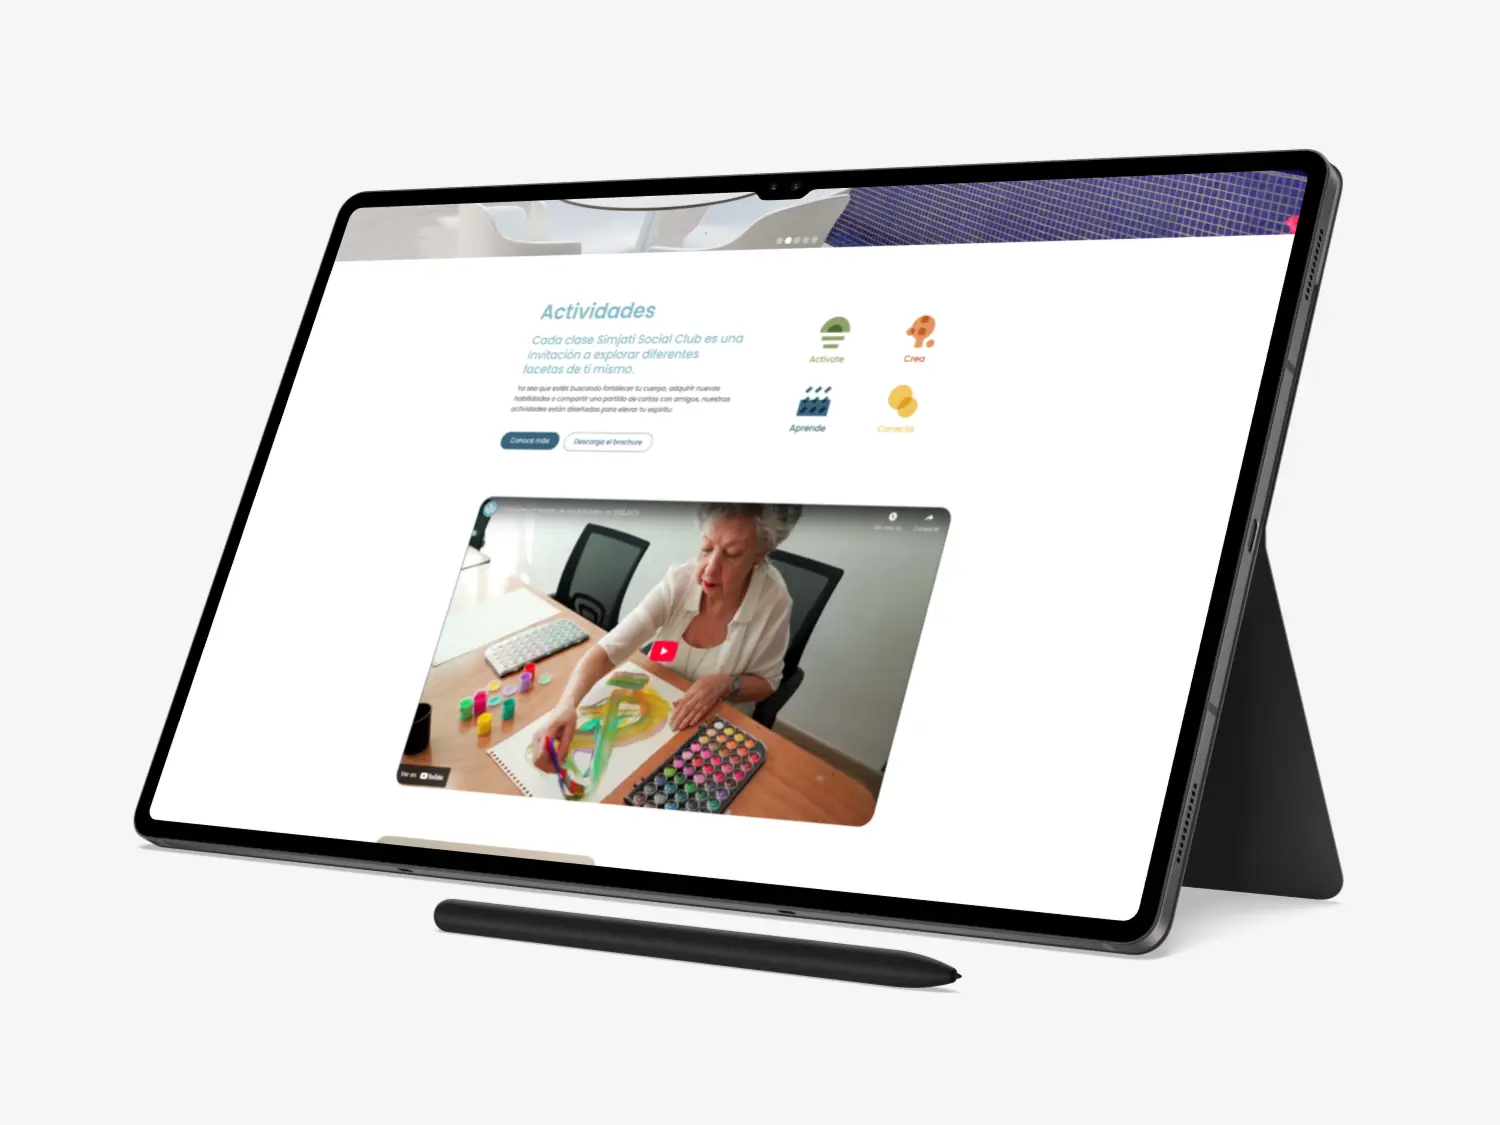 Actividades
Cada clase Simjati Social Club es una
invitación a explorar diferentes
facetas de ti mismo.
Ya sea que estés buscando fortalecer tu cuerpo, adquirir nuevas
habilidades o compartir una partida de cartas con amigos, nuestras
actividades están diseñadas para elevar tu espíritu.
Conoce más
Descarga el brochure
Actívate
Crea
Aprende
Conecta
Ver en YouTube